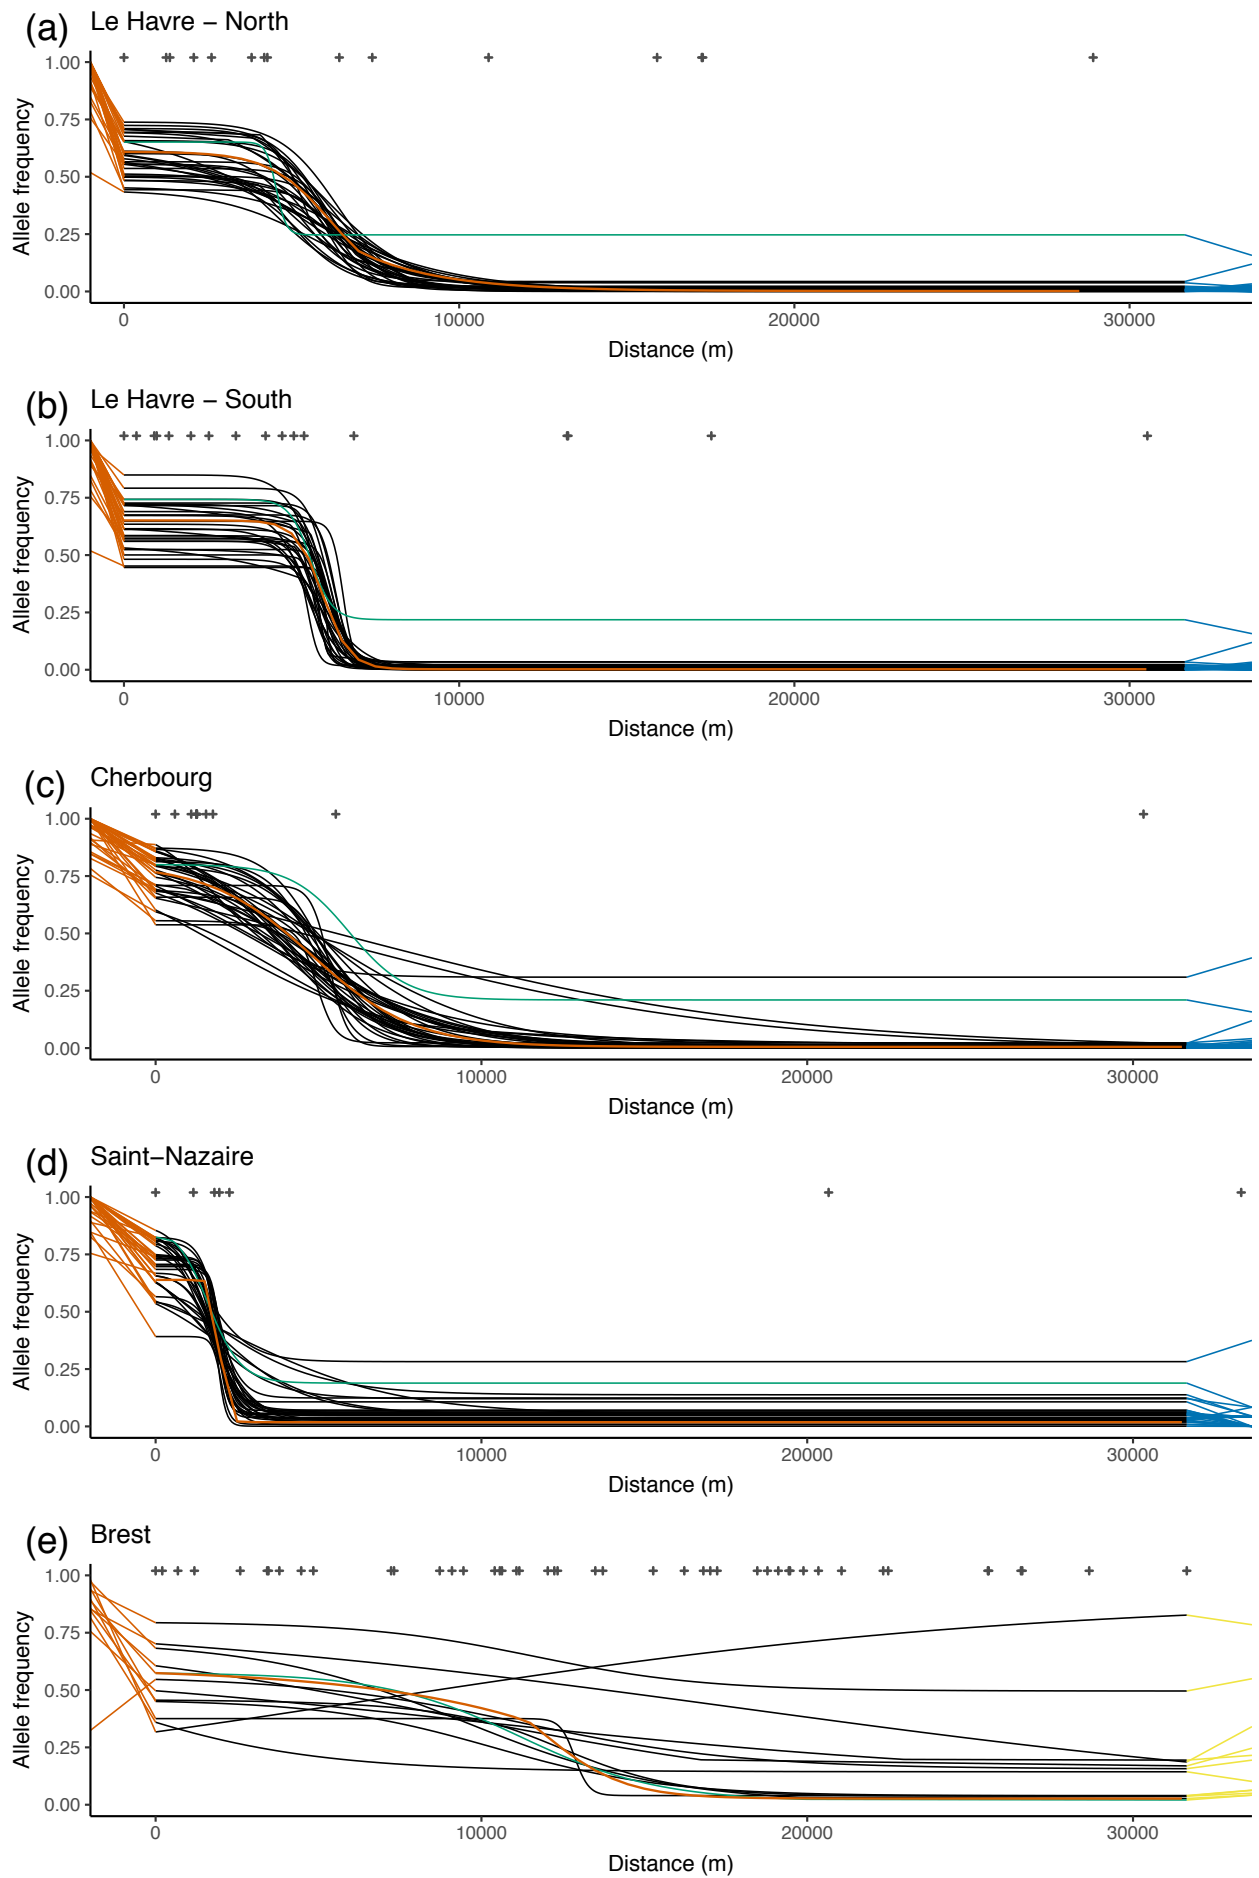 (a) Le Havre – North
1.00
0.75
0.50
0.25
0.00
Allele frequency
0 10000 20000 30000
Distance (m)
(b) Le Havre – South
1.00
0.75
0.50
0.25
0.00
Allele frequency
0 10000 20000 30000
Distance (m)
(c) Cherbourg
1.00
0.75
0.50
0.25
0.00
Allele frequency
0 10000 20000 30000
Distance (m)
(d) Saint–Nazaire
1.00
0.75
0.50
0.25
0.00
Allele frequency
0 10000 20000 30000
Distance (m)
(e) Brest
1.00
0.75
0.50
0.25
0.00
Allele frequency
0 10000 20000 30000
Distance (m)